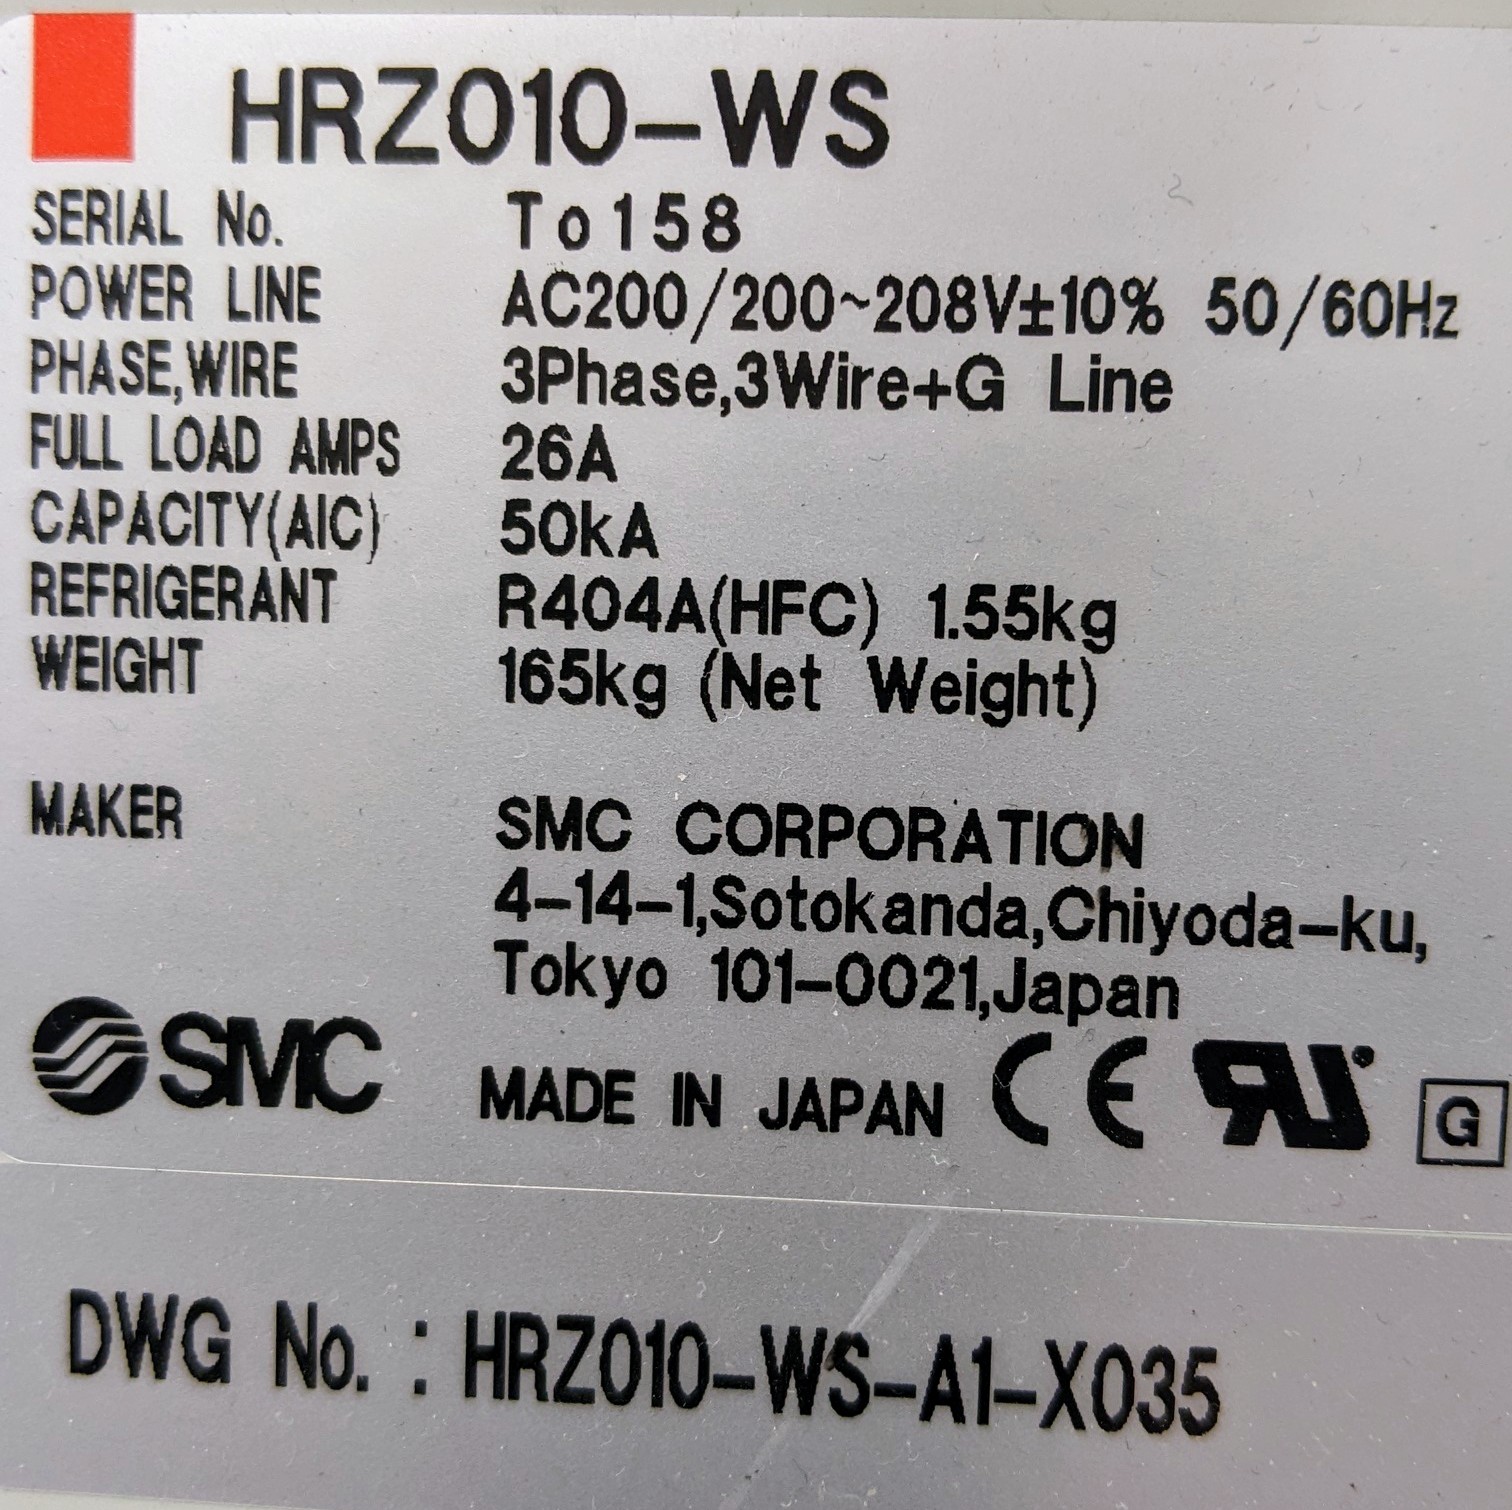 HRZ010-WS
SERIAL No. To158
POWER LINE AC200/200~208V±10% 50/60Hz
PHASE,WIRE 3Phase,3Wire+G Line
FULL LOAD AMPS 26A
CAPACITY(AIC) 50kA
REFRIGERANT R404A(HFC) 1.55kg
WEIGHT 165kg (Net Weight)
MAKER SMC CORPORATION
4-14-1,Sotokanda,Chiyoda-ku,
Tokyo 101-0021,Japan
SMC MADE IN JAPAN CE RU G
DWG No. : HRZ010-WS-A1-X035